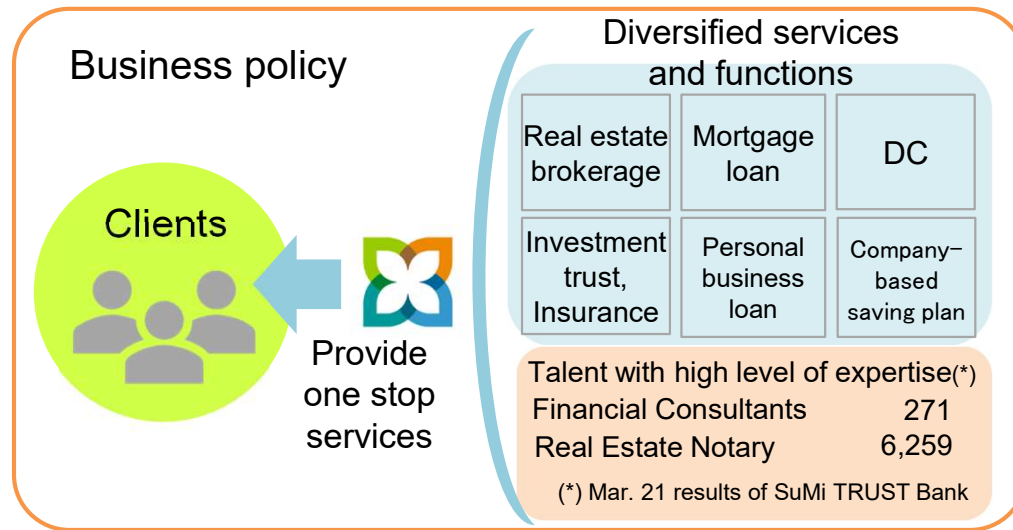 Business policy
Clients
Provide
one stop
services
Diversified services
and functions
Real estate
brokerage
Mortgage
loan
DC
Investment
trust,
Insurance
Personal
business
loan
Company-
based
saving plan
Talent with high level of expertise(*)
Financial Consultants 271
Real Estate Notary 6,259
(*) Mar. 21 results of SuMi TRUST Bank